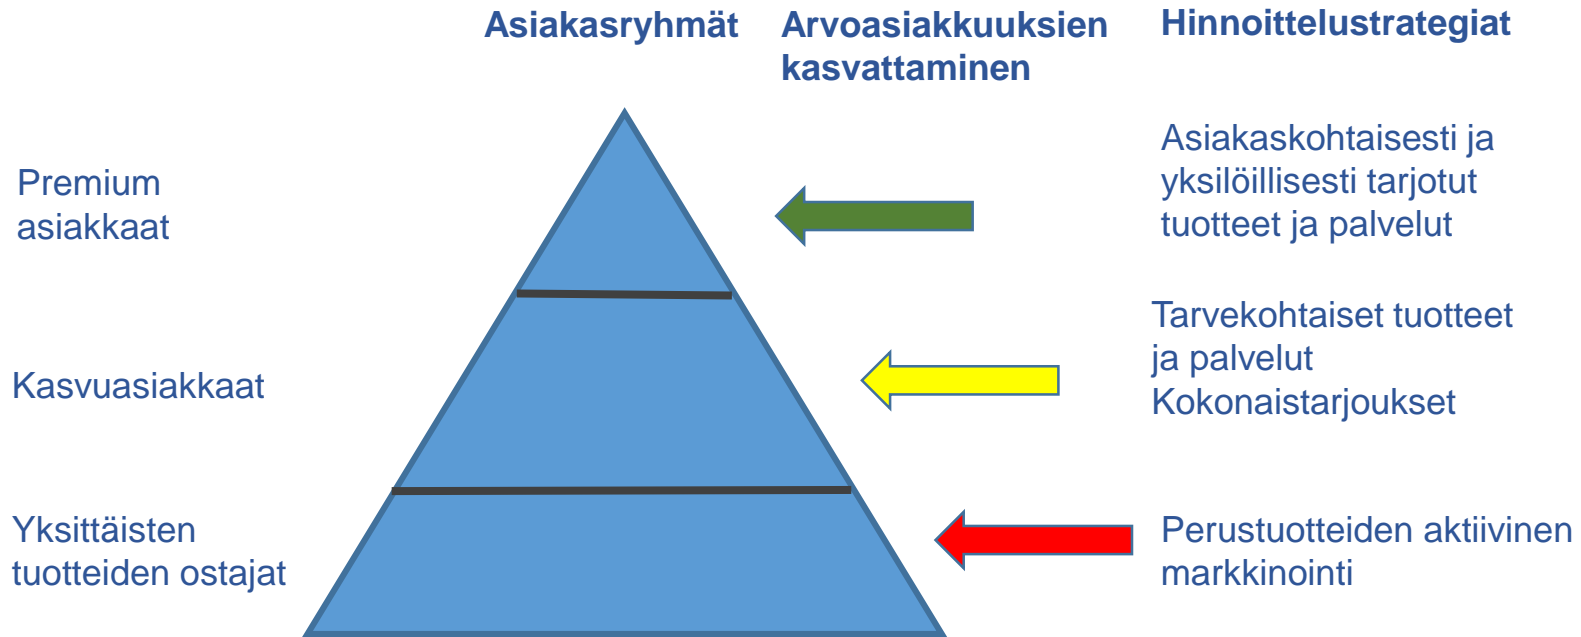 Asiakasryhmät
Arvoasiakkuuksien
kasvattaminen
Hinnoittelustrategiat
Premium
asiakkaat
Asiakaskohtaisesti ja
yksilöillisesti tarjotut
tuotteet ja palvelut
Kasvuasiakkaat
Tarvekohtaiset tuotteet
ja palvelut
Kokonaistarjoukset
Yksittäisten
tuotteiden ostajat
Perustuotteiden aktiivinen
markkinointi